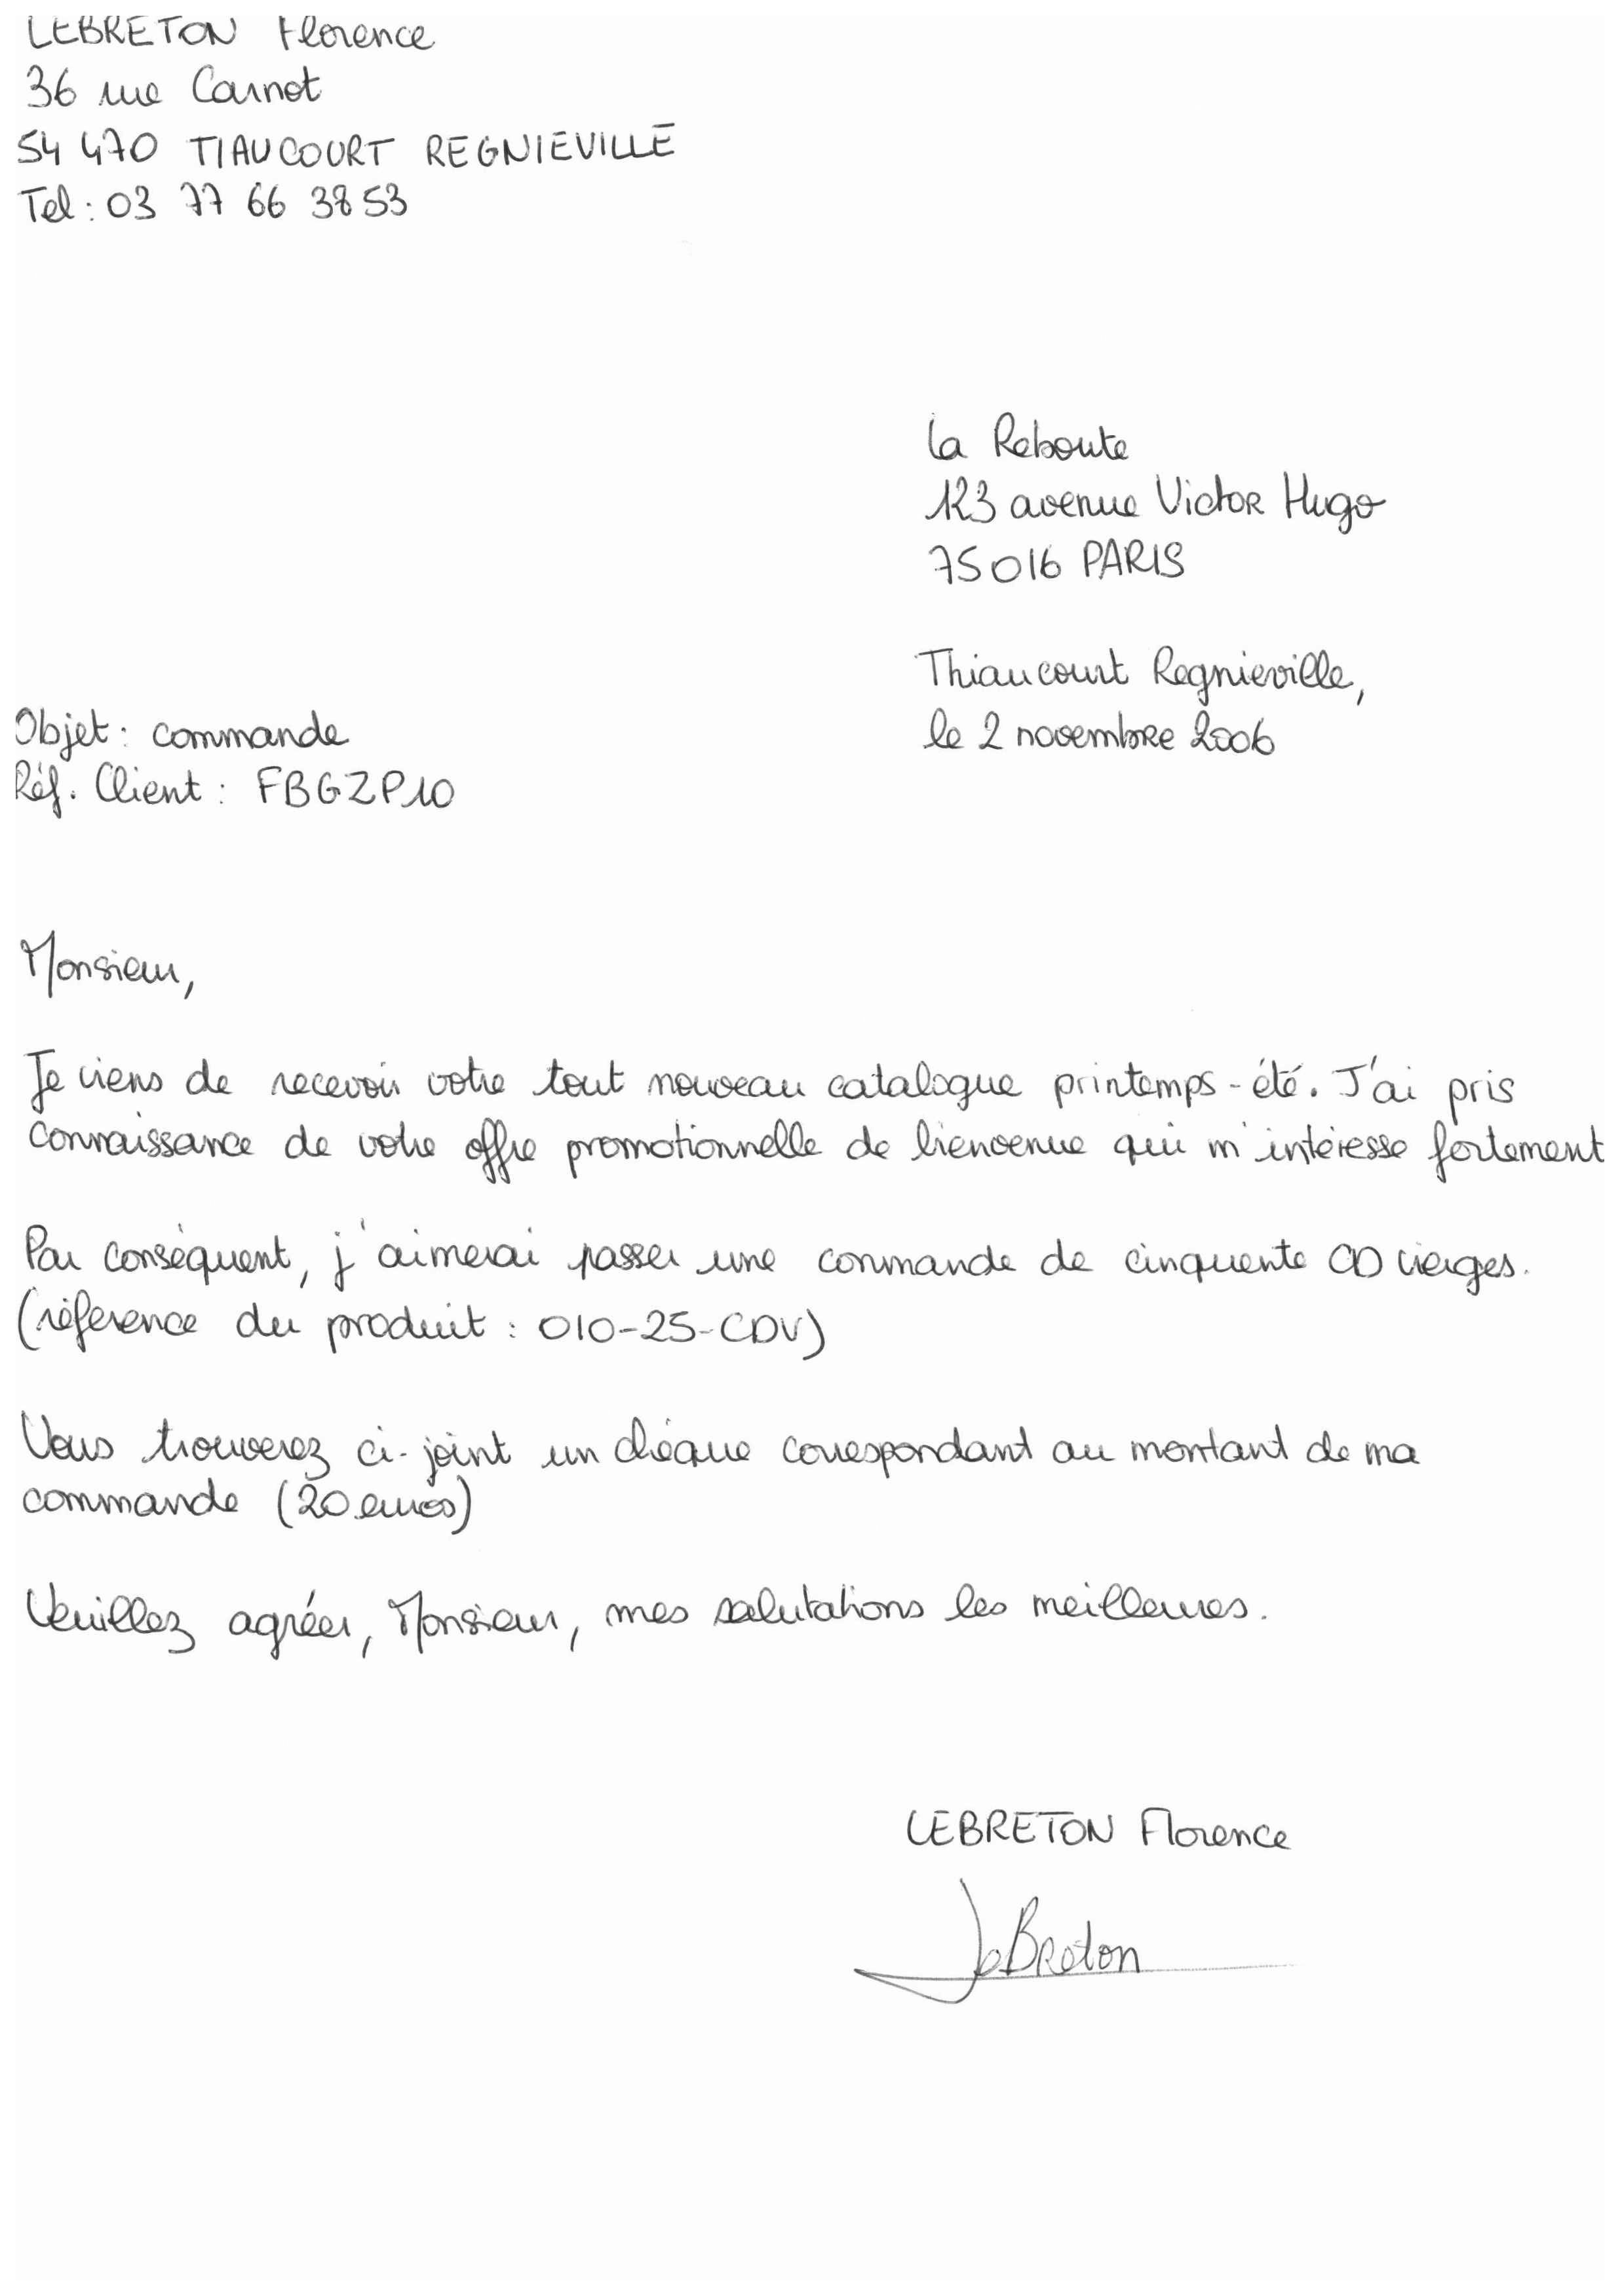 LEBRETON Florence
36 rue Carnot
54 470 TIAUCOURT REGNIEVILLE
Tel : 03 77 66 38 53
La Reboute
123 avenue Victor Hugo
75016 PARIS
Thiaucourt Regnieville,
le 2 novembre 2006
Objet : commande
Réf. Client : FBGZP10
Monsieur,
Je viens de recevoir votre tout nouveau catalogue printemps-été. J'ai pris
connaissance de votre offre promotionnelle de bienvenue qui m'intéresse fortement
Par conséquent, j'aimerai passer une commande de cinquante CD vierges.
(référence du produit : 010-25-CDV)
Vous trouverez ci-joint un chèque correspondant au montant de ma
commande (20 euros)
Veuillez agréer, Monsieur, mes salutations les meilleures.
LEBRETON Florence
LeBreton